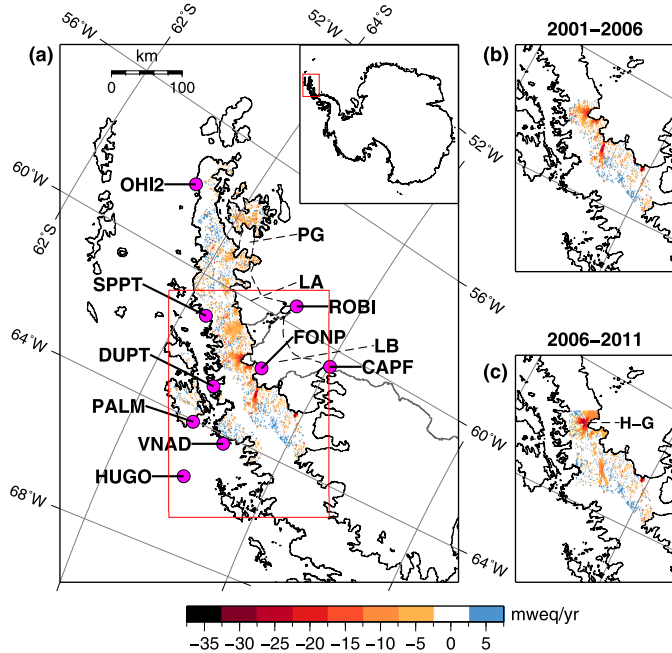 56˚W
62˚S
52˚W
64˚S
(a)
km
0
100
60˚W
62˚S
64˚W
68˚W
OHI2
PG
LA
SPPT
ROBI
FONP
LB
DUPT
CAPF
PALM
VNAD
HUGO
52˚W
56˚W
60˚W
64˚W
2001–2006
(b)
2006–2011
(c)
H–G
−35 −30 −25 −20 −15 −10 −5 0 5
mweq/yr